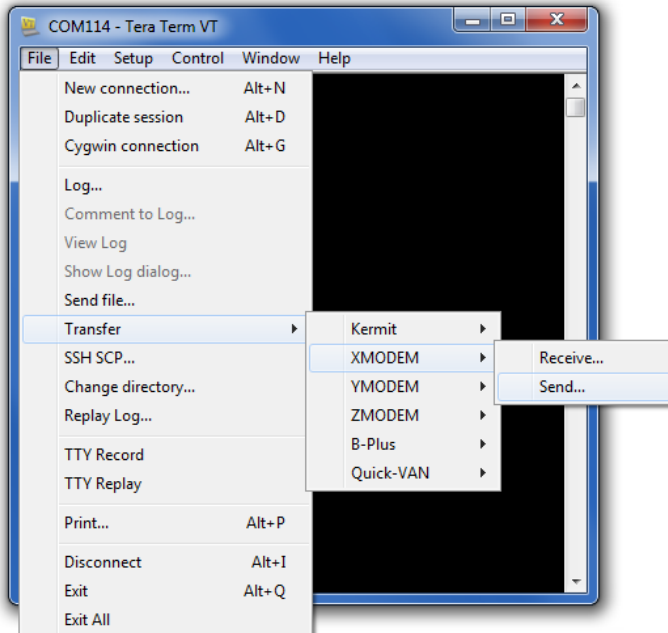 COM114 - Tera Term VT
File Edit Setup Control Window Help
New connection... Alt+N
Duplicate session Alt+D
Cygwin connection Alt+G
Log...
Comment to Log...
View Log
Show Log dialog...
Send file...
Transfer
SSH SCP...
Change directory...
Replay Log...
TTY Record
TTY Replay
Print... Alt+P
Disconnect Alt+I
Exit Alt+Q
Exit All
Kermit
XMODEM
YMODEM
ZMODEM
B-Plus
Quick-VAN
Receive...
Send...